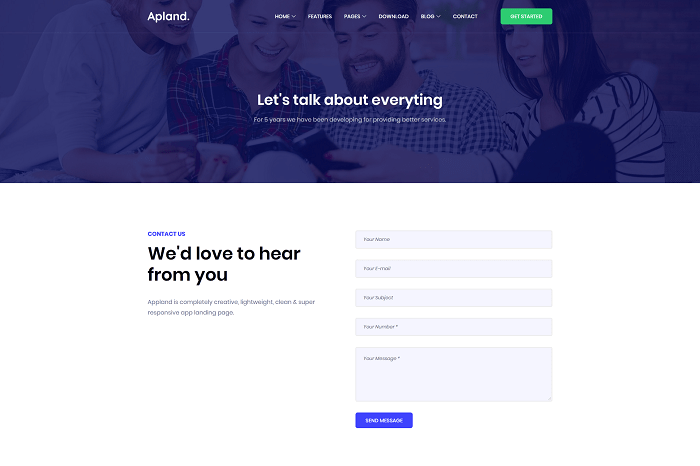 Apland.
HOME FEATURES PAGES DOWNLOAD BLOG CONTACT GET STARTED
Let's talk about everyting
For 5 years we have been developing for providing better services.
CONTACT US
We'd love to hear
from you
Appland is completely creative, lightweight, clean & super
responsive app landing page.
Your Name
Your E-mail
Your Subject
Your Number *
Your Message *
SEND MESSAGE